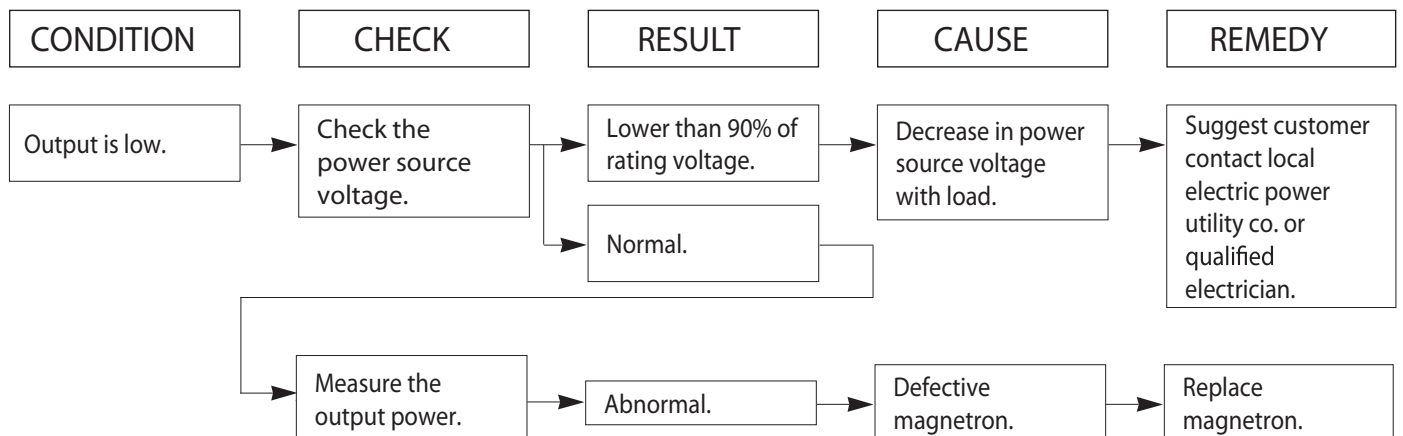 CONDITION
CHECK
RESULT
CAUSE
REMEDY
Output is low.
Check the
power source
voltage.
Lower than 90% of
rating voltage.
Decrease in power
source voltage
with load.
Suggest customer
contact local
electric power
utility co. or
qualified
electrician.
Normal.
Measure the
output power.
Abnormal.
Defective
magnetron.
Replace
magnetron.